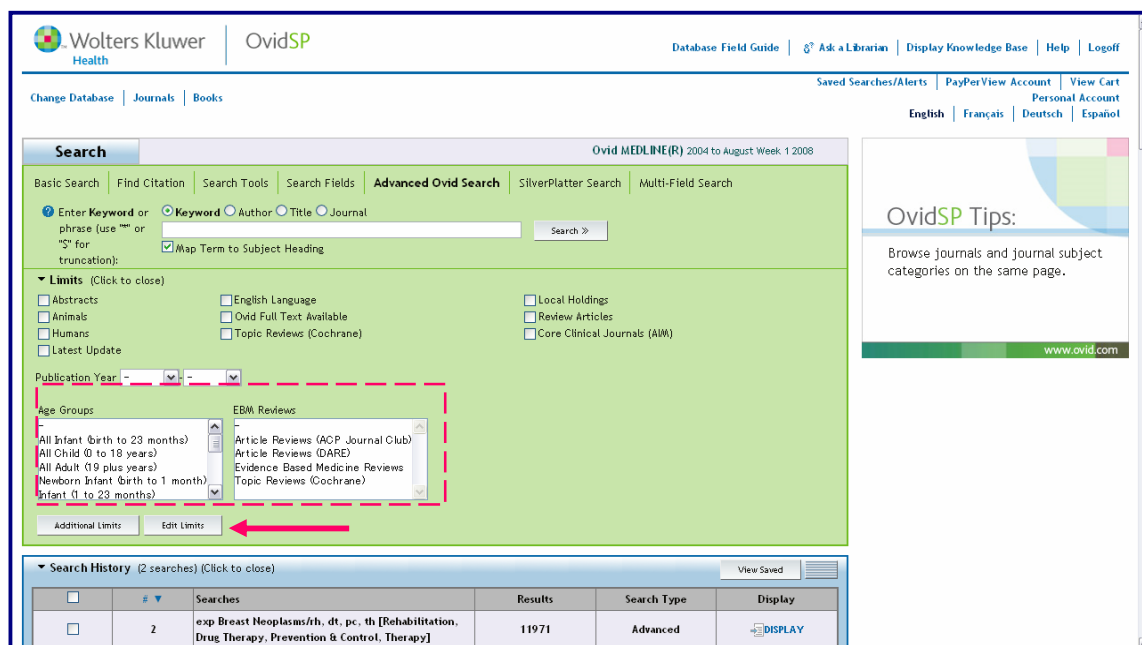 Wolters Kluwer
Health
OvidSP
Database Field Guide | Ask a Librarian | Display Knowledge Base | Help | Logoff
Saved Searches/Alerts | PayPerView Account | View Cart
Personal Account
English | Français | Deutsch | Español
Change Database | Journals | Books
Search
Ovid MEDLINE(R) 2004 to August Week 1 2008
Basic Search | Find Citation | Search Tools | Search Fields | Advanced Ovid Search | SilverPlatter Search | Multi-Field Search
Enter Keyword or phrase (use "*" or "$" for truncation):
Keyword Author Title Journal
Search »
Map Term to Subject Heading
Limits (Click to close)
Abstracts English Language Local Holdings
Animals Ovid Full Text Available Review Articles
Humans Topic Reviews (Cochrane) Core Clinical Journals (AIM)
Latest Update
Publication Year - - -
Age Groups
-
All Infant (birth to 23 months)
All Child (0 to 18 years)
All Adult (19 plus years)
Newborn Infant (birth to 1 month)
Infant (1 to 23 months)
EBM Reviews
-
Article Reviews (ACP Journal Club)
Article Reviews (DARE)
Evidence Based Medicine Reviews
Topic Reviews (Cochrane)
Additional Limits Edit Limits
OvidSP Tips:
Browse journals and journal subject
categories on the same page.
www.ovid.com
Search History (2 searches) (Click to close)
View Saved
# Searches Results Search Type Display
2 exp Breast Neoplasms/rh, dt, pc, th [Rehabilitation, 11971 Advanced DISPLAY
Drug Therapy, Prevention & Control, Therapy]